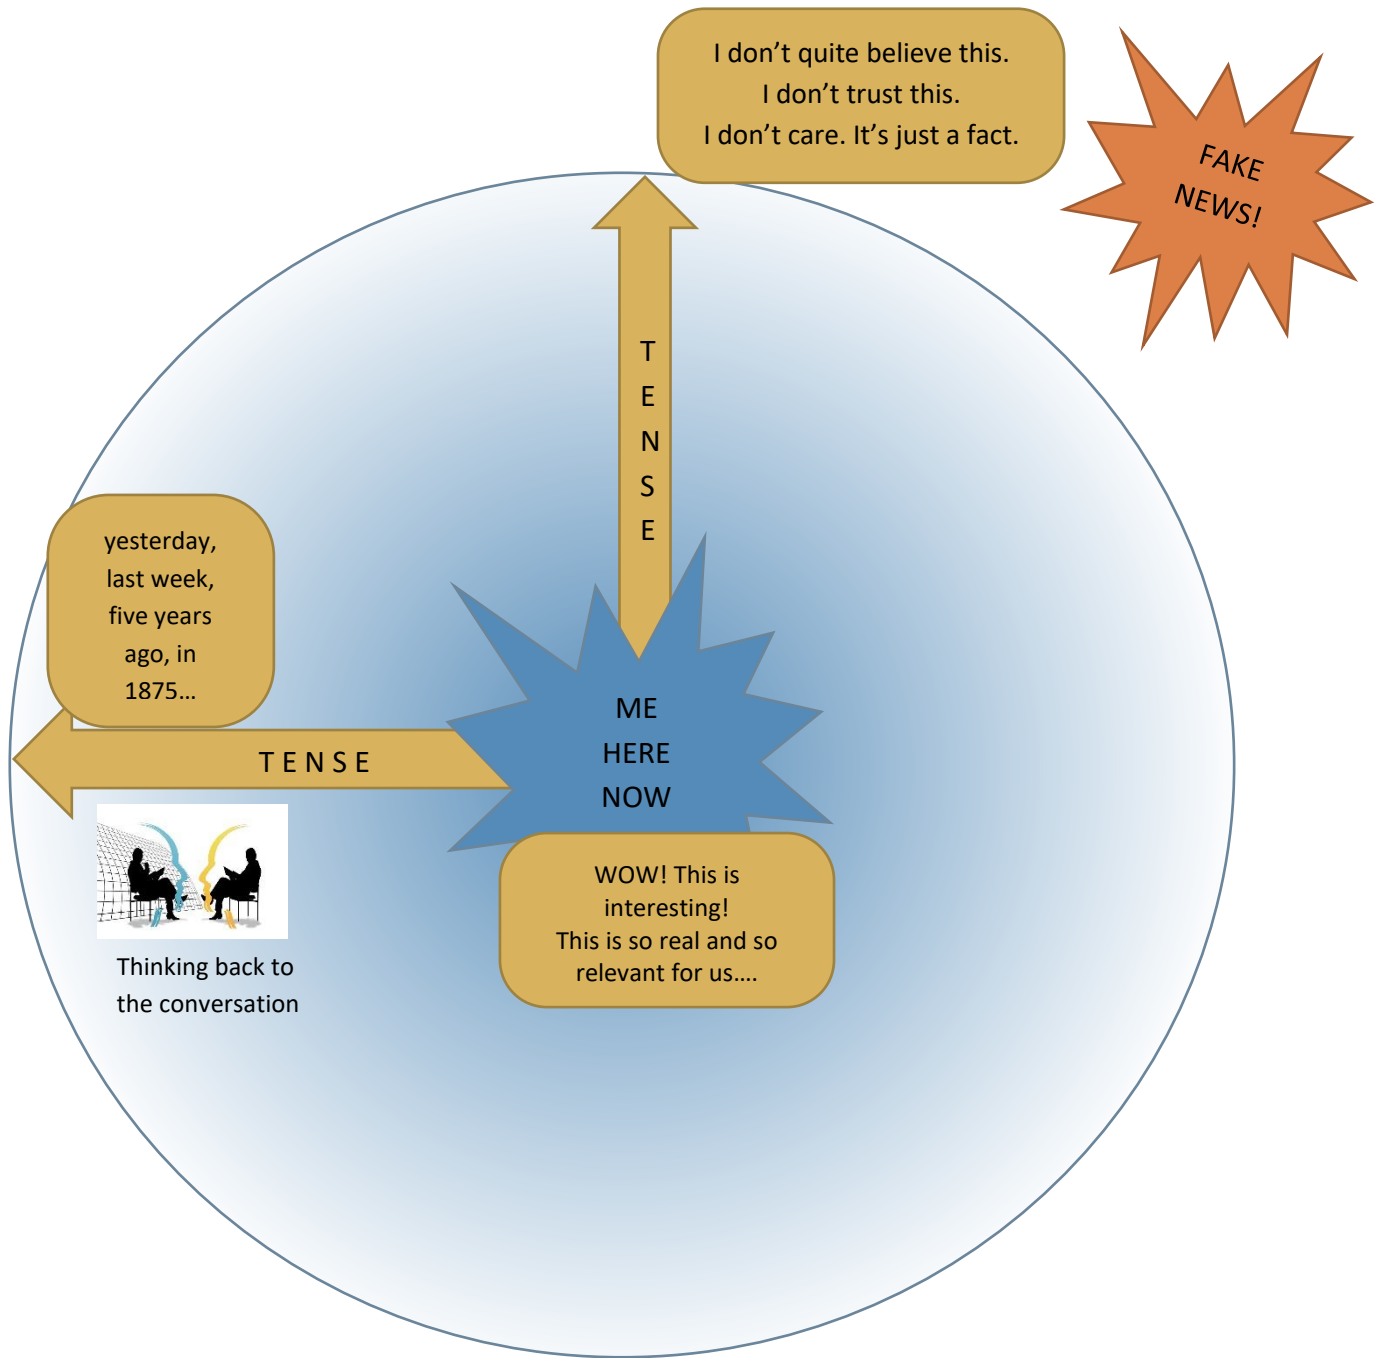 I don’t quite believe this.
I don’t trust this.
I don’t care. It’s just a fact.
FAKE
NEWS!
T
E
N
S
E
yesterday,
last week,
five years
ago, in
1875…
T E N S E
ME
HERE
NOW
WOW! This is
interesting!
This is so real and so
relevant for us….
Thinking back to
the conversation